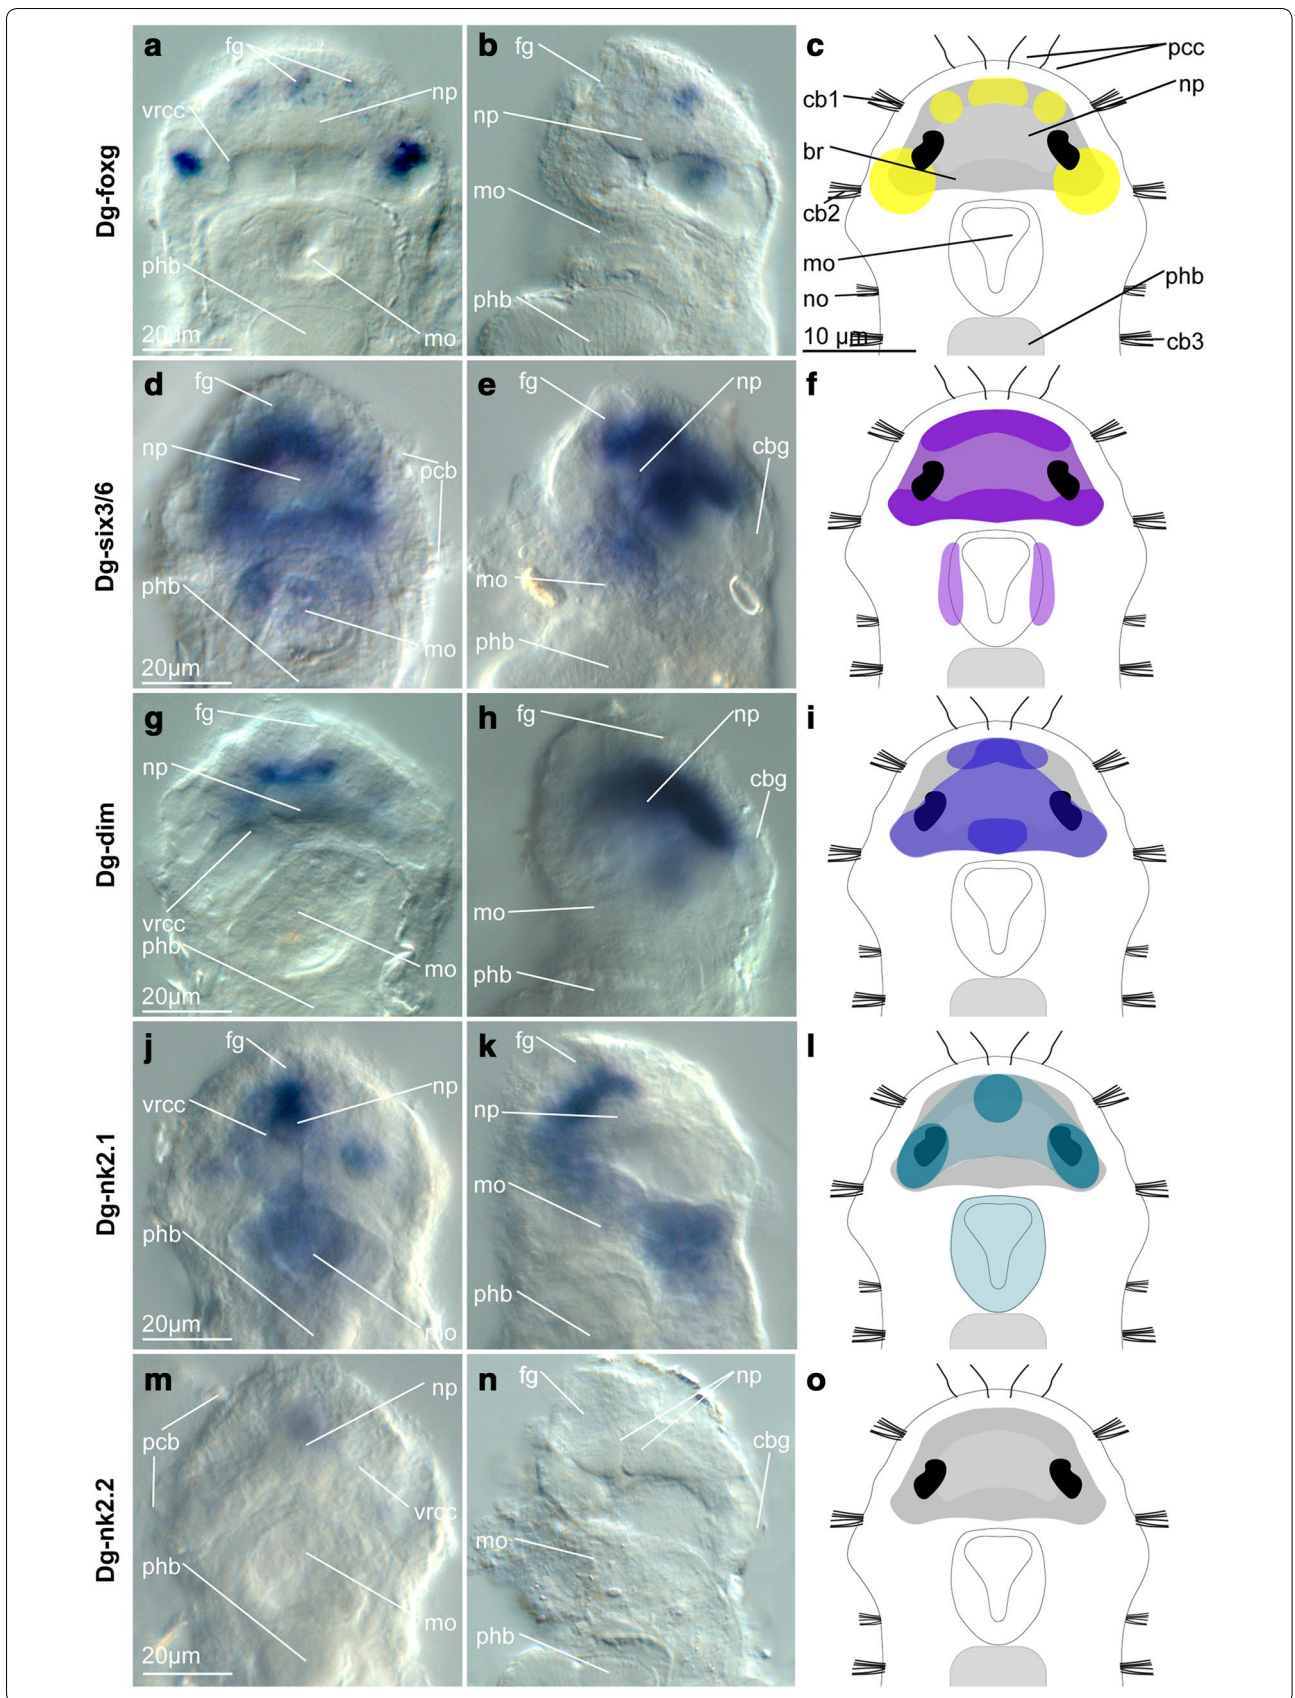 Dg-foxg
a
fg
vrcc
np
phb
mo
20µm
b
fg
np
mo
phb
c
pcc
np
cb1
br
cb2
mo
no
phb
10 µm
cb3
Dg-six3/6
d
fg
np
pcb
phb
mo
20µm
e
fg
np
cbg
mo
phb
f
Dg-dim
g
fg
np
vrcc
phb
mo
20µm
h
fg
np
cbg
mo
phb
i
Dg-nk2.1
j
fg
np
vrcc
phb
mo
20µm
k
fg
np
mo
phb
l
Dg-nk2.2
m
np
pcb
vrcc
phb
mo
20µm
n
fg
np
cbg
mo
phb
o